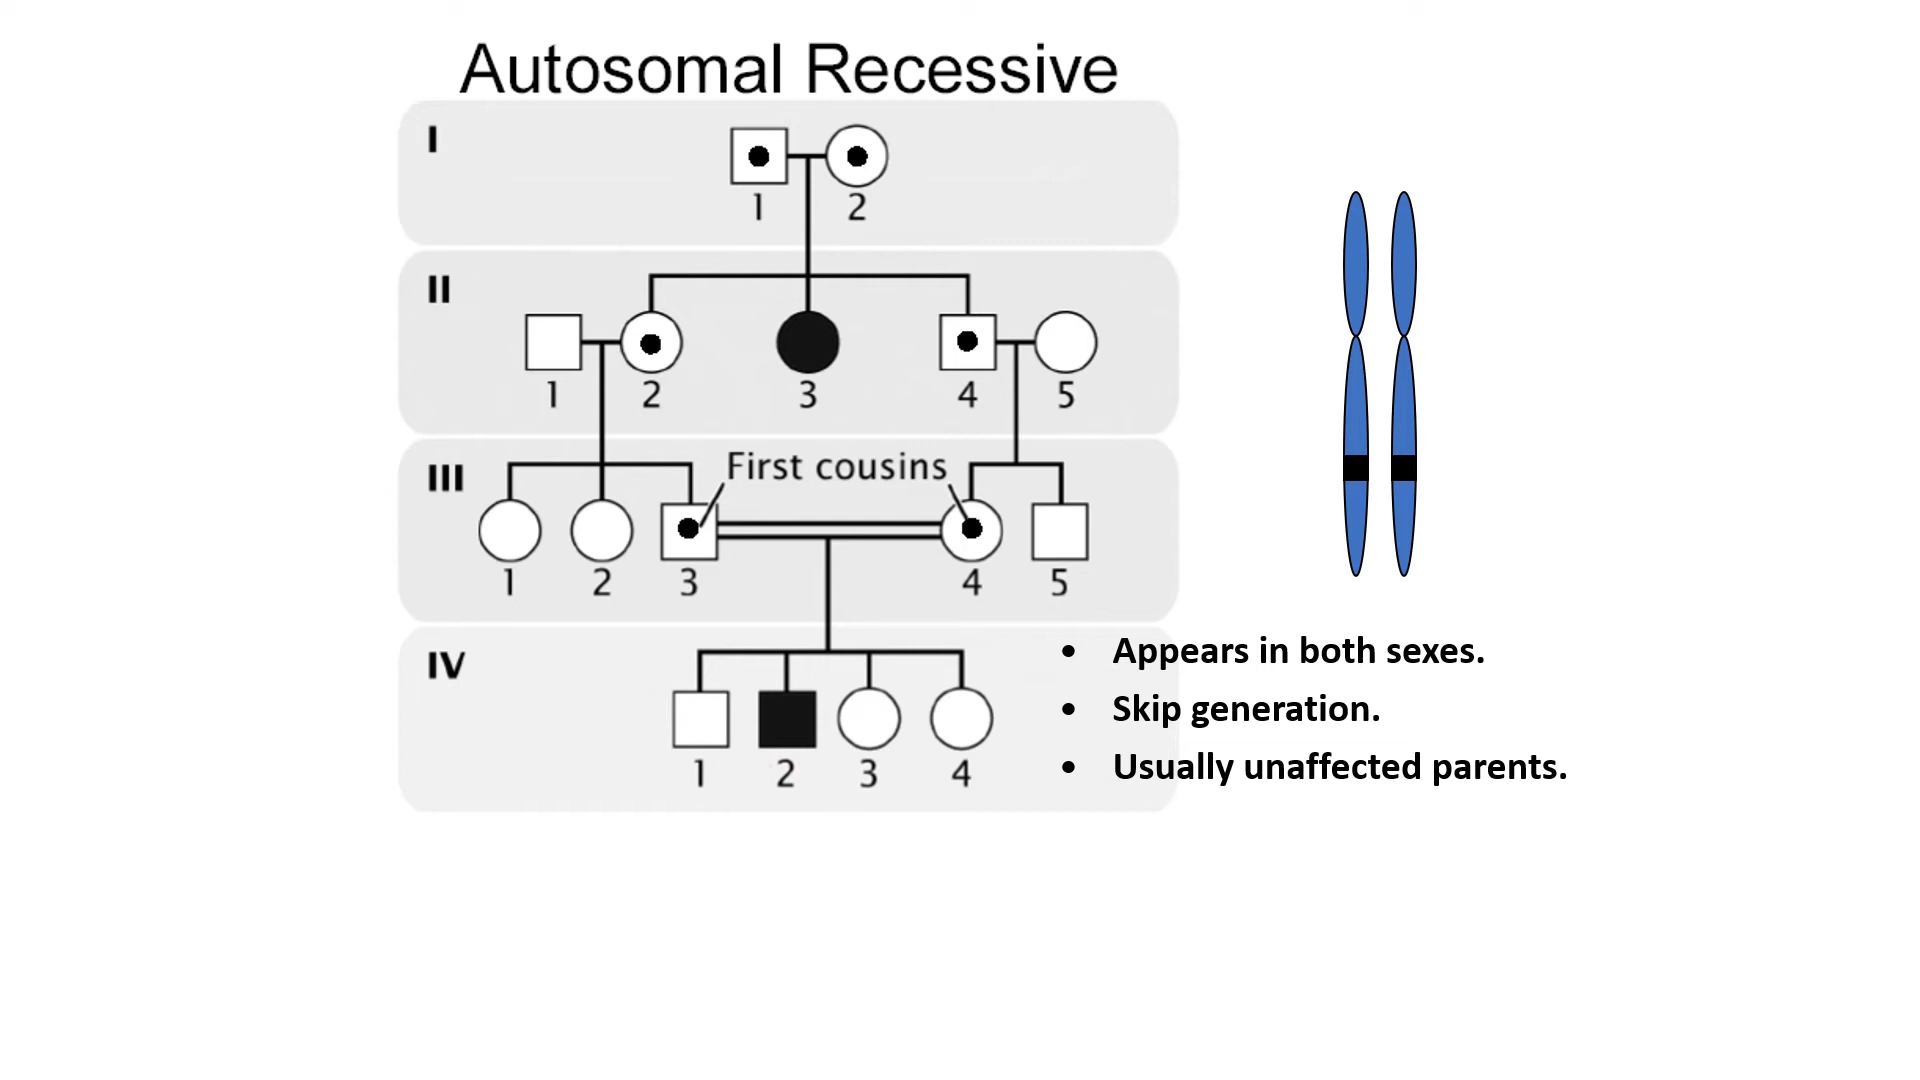 Autosomal Recessive
I
1 2
II
1 2 3 4 5
III
First cousins
1 2 3 4 5
IV
1 2 3 4
• Appears in both sexes.
• Skip generation.
• Usually unaffected parents.